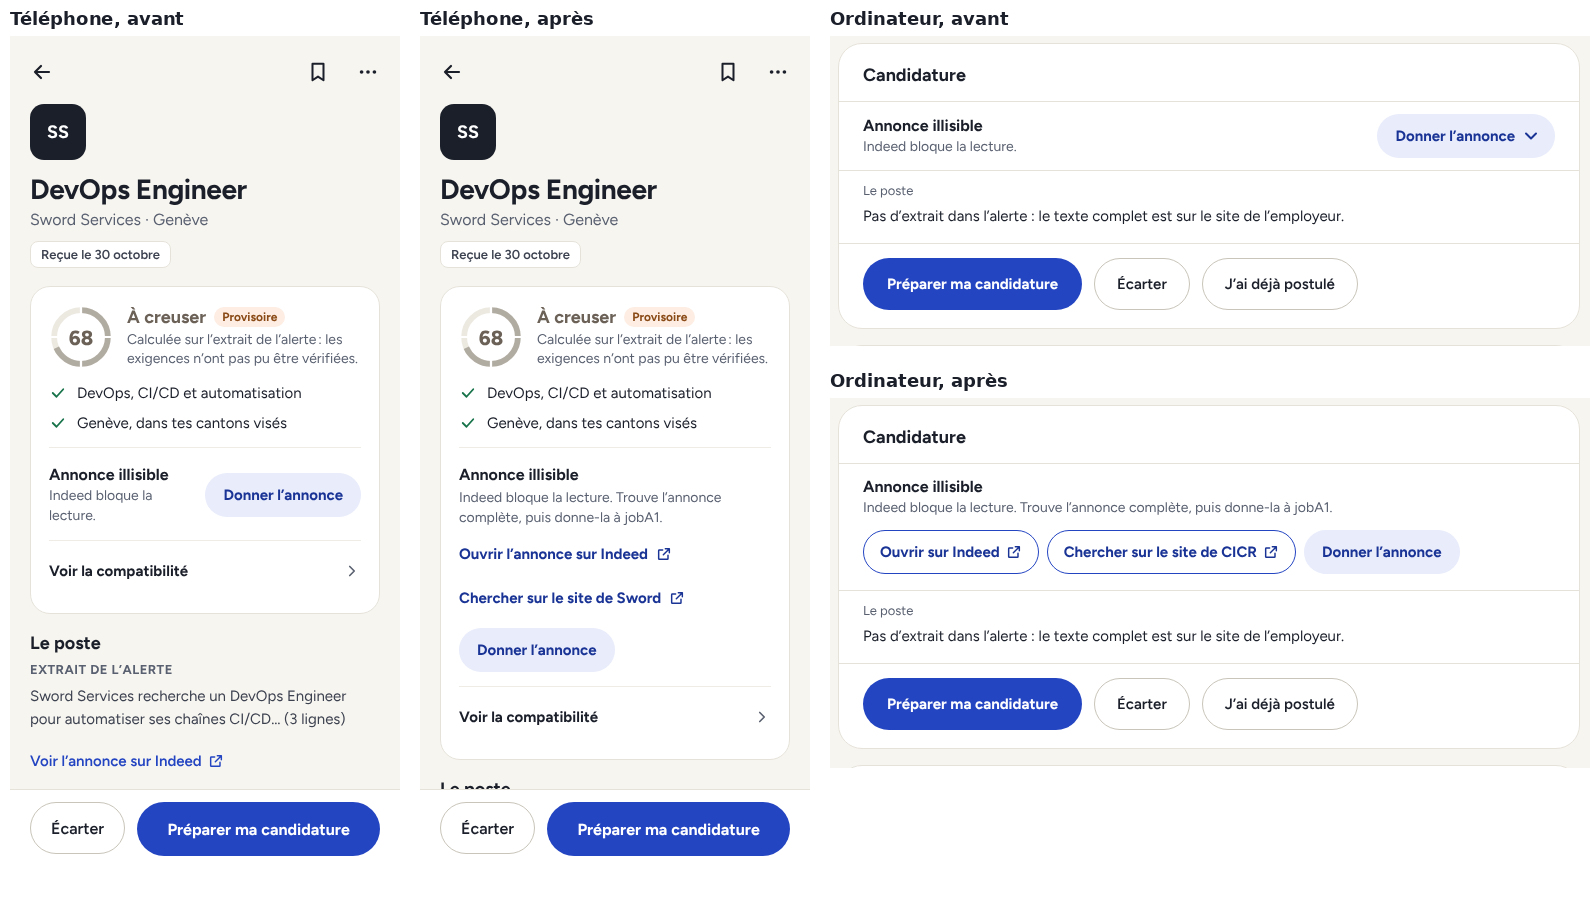 Téléphone, avant
SS
DevOps Engineer
Sword Services · Genève
Reçue le 30 octobre
68
À creuser
Provisoire
Calculée sur l’extrait de l’alerte : les
exigences n’ont pas pu être vérifiées.
DevOps, CI/CD et automatisation
Genève, dans tes cantons visés
Annonce illisible
Indeed bloque la
lecture.
Donner l’annonce
Voir la compatibilité
Le poste
EXTRAIT DE L’ALERTE
Sword Services recherche un DevOps Engineer
pour automatiser ses chaînes CI/CD... (3 lignes)
Voir l’annonce sur Indeed
Écarter
Préparer ma candidature
Téléphone, après
SS
DevOps Engineer
Sword Services · Genève
Reçue le 30 octobre
68
À creuser
Provisoire
Calculée sur l’extrait de l’alerte : les
exigences n’ont pas pu être vérifiées.
DevOps, CI/CD et automatisation
Genève, dans tes cantons visés
Annonce illisible
Indeed bloque la lecture. Trouve l’annonce
complète, puis donne-la à jobA1.
Ouvrir l’annonce sur Indeed
Chercher sur le site de Sword
Donner l’annonce
Voir la compatibilité
Le poste
Écarter
Préparer ma candidature
Ordinateur, avant
Candidature
Annonce illisible
Indeed bloque la lecture.
Donner l’annonce
Le poste
Pas d’extrait dans l’alerte : le texte complet est sur le site de l’employeur.
Préparer ma candidature
Écarter
J’ai déjà postulé
Ordinateur, après
Candidature
Annonce illisible
Indeed bloque la lecture. Trouve l’annonce complète, puis donne-la à jobA1.
Ouvrir sur Indeed
Chercher sur le site de CICR
Donner l’annonce
Le poste
Pas d’extrait dans l’alerte : le texte complet est sur le site de l’employeur.
Préparer ma candidature
Écarter
J’ai déjà postulé